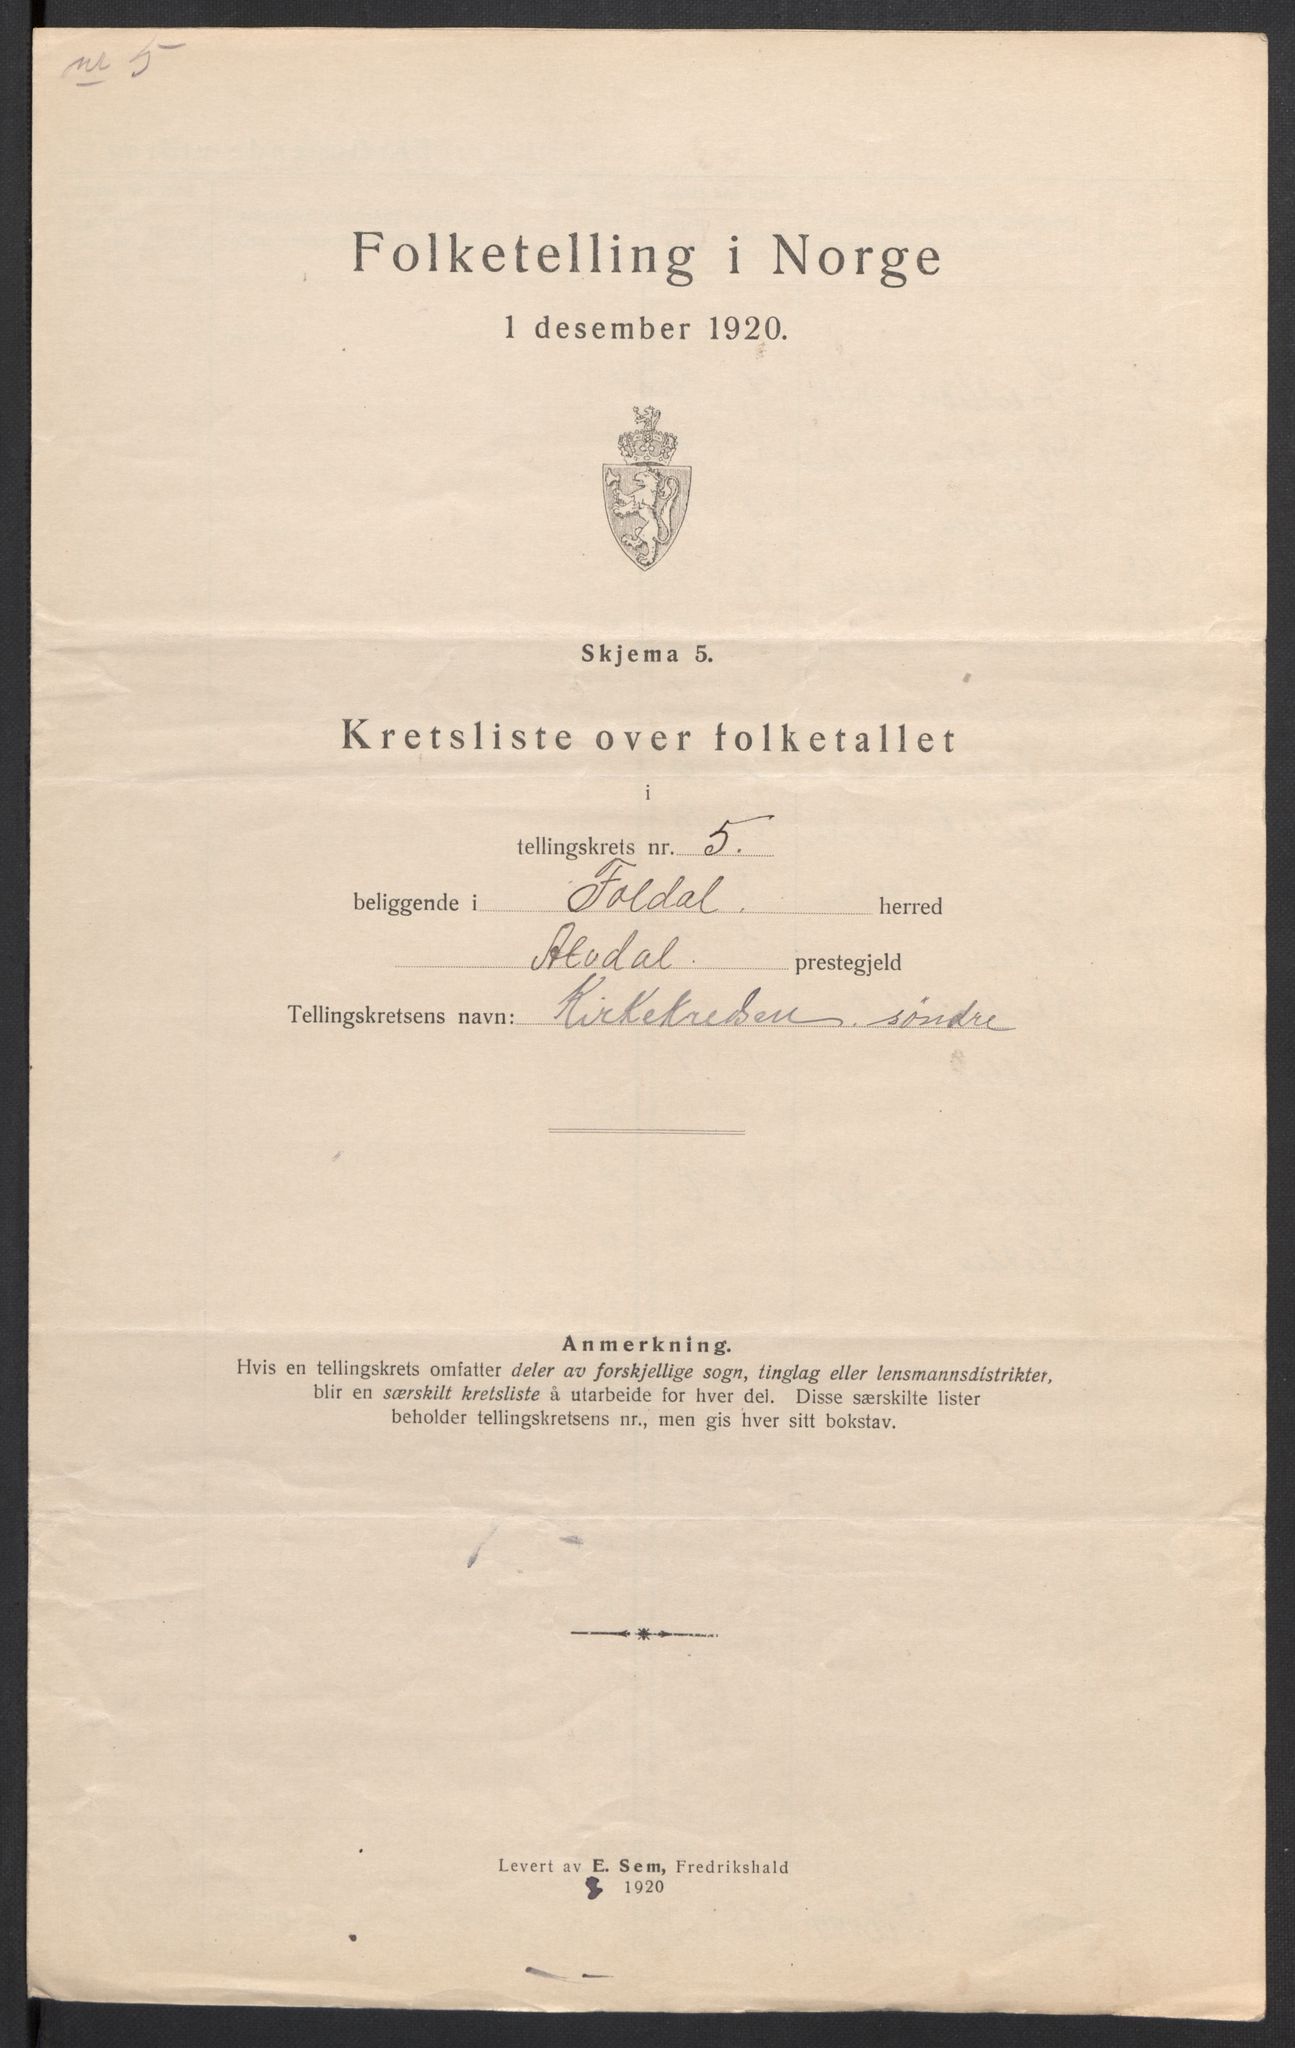 nr 5
Folketelling i Norge
1 desember 1920.
Skjema 5.
Kretsliste over folketallet
i
tellingskrets nr. 5.
beliggende i Foldal. herred
Alvdal. prestegjeld
Tellingskretsens navn: Kirkekredsen. søndre
Anmerkning.
Hvis en tellingskrets omfatter deler av forskjellige sogn, tinglag eller lensmannsdistrikter,
blir en særskilt kretsliste å utarbeide for hver del. Disse særskilte lister
beholder tellingskretsens nr., men gis hver sitt bokstav.
Levert av E. Sem, Fredrikshald
1920